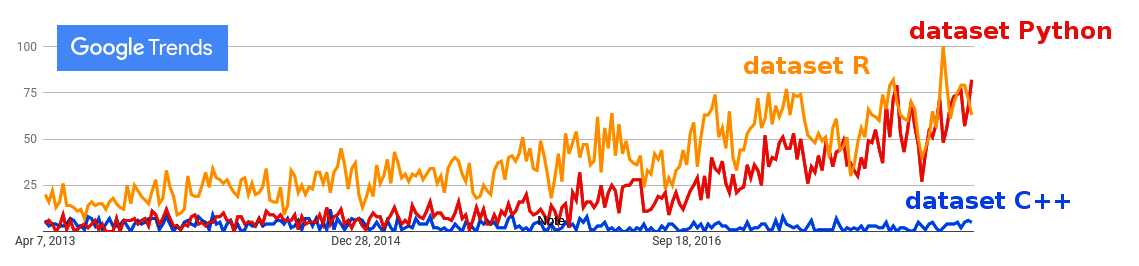 dataset Python
Google Trends
100
dataset R
75
50
25
dataset C++
Note
Apr 7, 2013
Dec 28, 2014
Sep 18, 2016